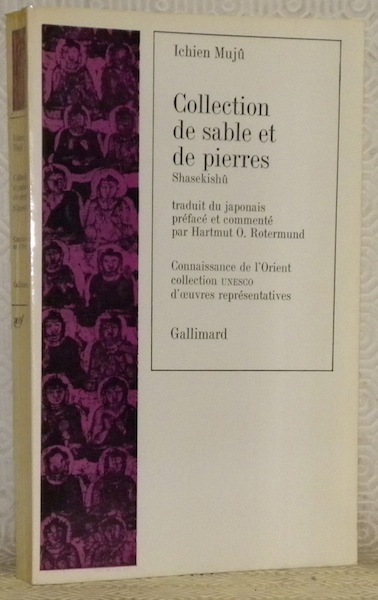 Ichien Mujû
Collection
de sable et
de pierres
Shasekishû
traduit du japonais
préfacé et commenté
par Hartmut O. Rotermund
Connaissance de l'Orient
collection UNESCO
d'œuvres représentatives
Gallimard
nrf